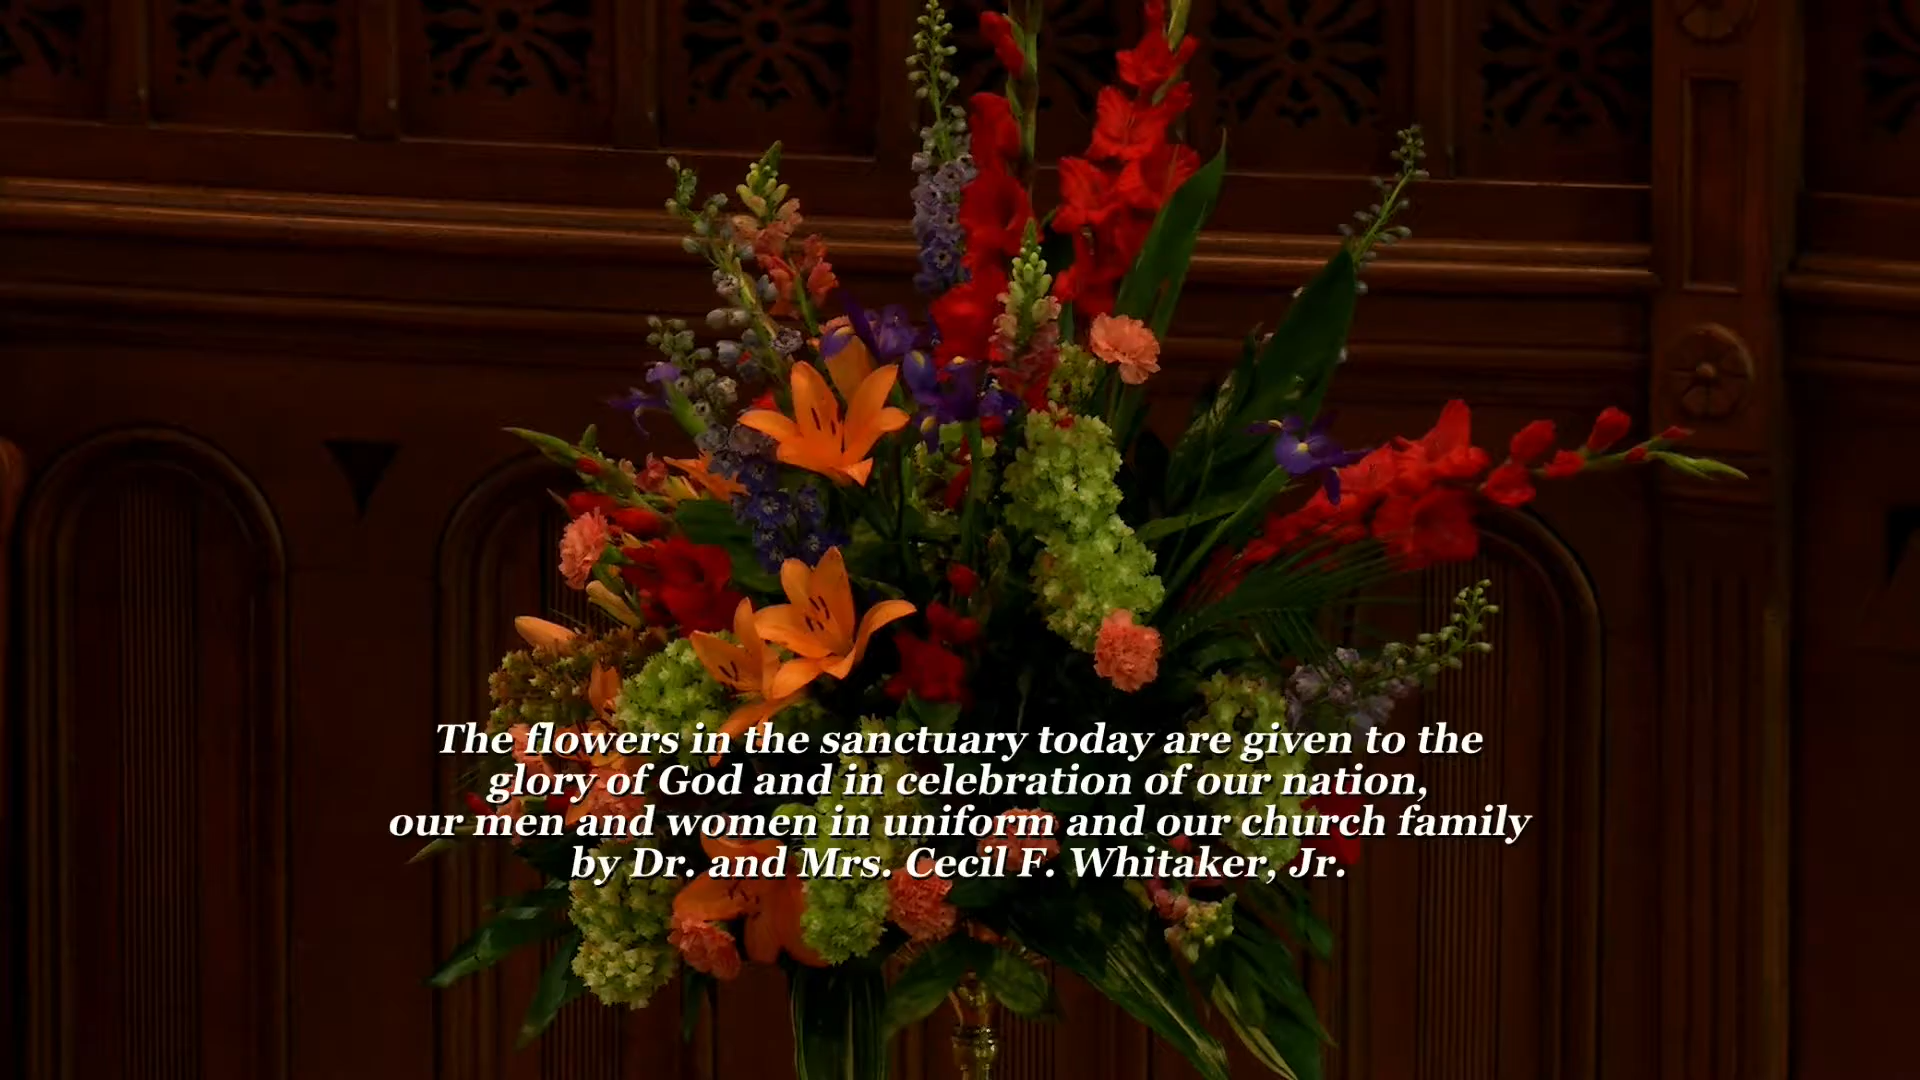 The flowers in the sanctuary today are given to the
glory of God and in celebration of our nation,
our men and women in uniform and our church family
by Dr. and Mrs. Cecil F. Whitaker, Jr.